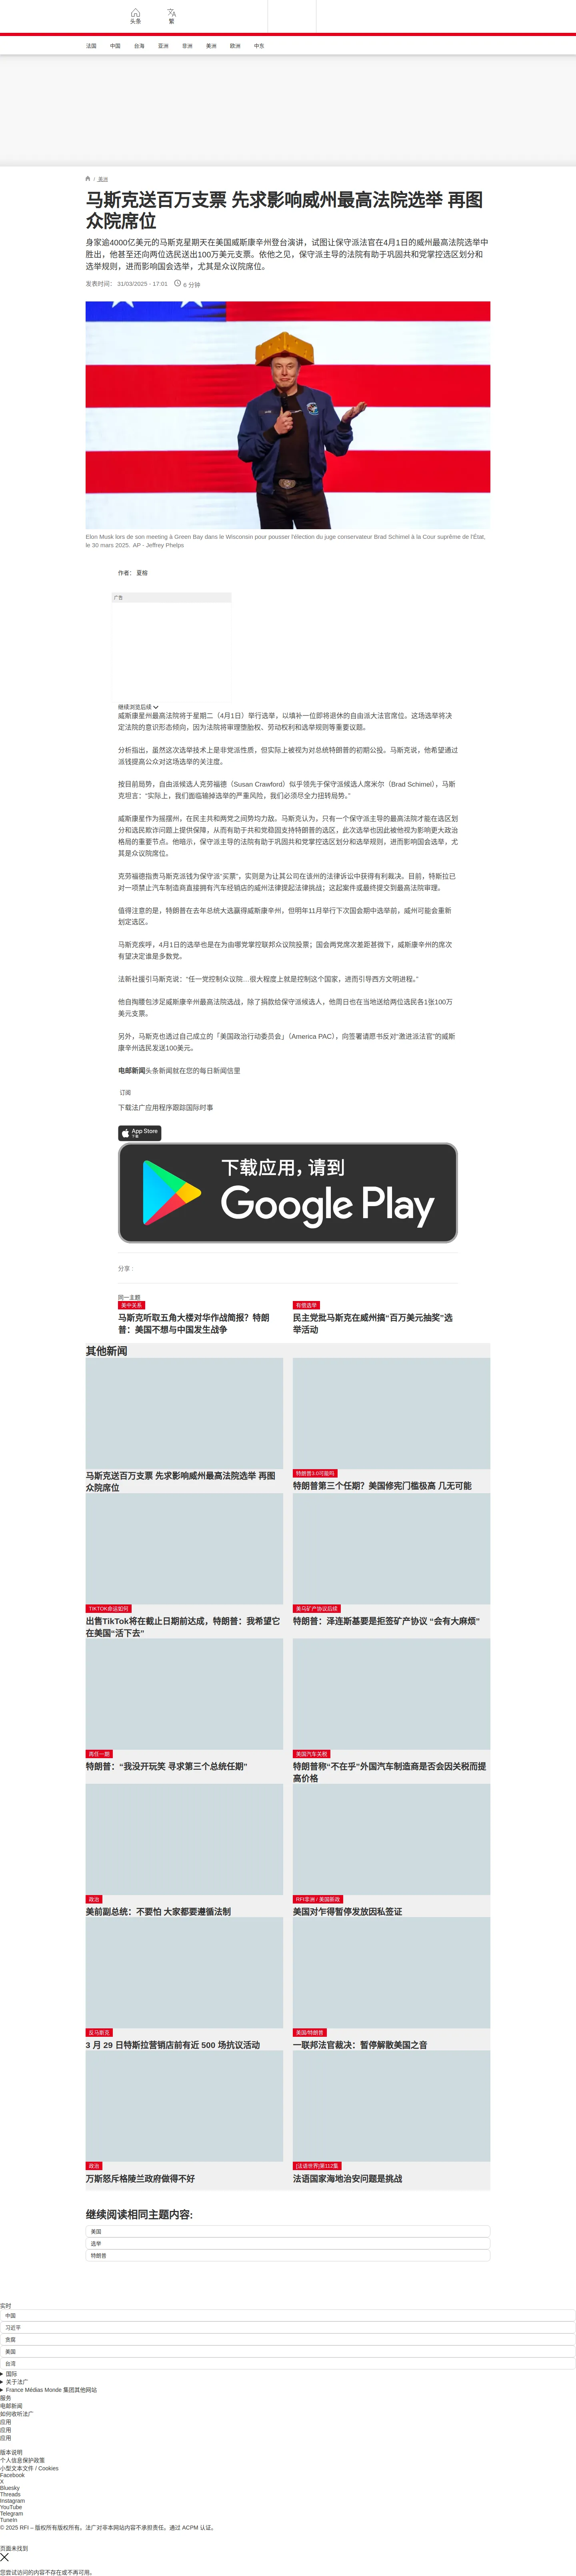 头条
繁
法国 中国 台海 亚洲 非洲 美洲 欧洲 中东
/ 美洲
马斯克送百万支票 先求影响威州最高法院选举 再图
众院席位
身家逾4000亿美元的马斯克星期天在美国威斯康辛州登台演讲，试图让保守派法官在4月1日的威州最高法院选举中
胜出，他甚至还向两位选民送出100万美元支票。依他之见，保守派主导的法院有助于巩固共和党掌控选区划分和
选举规则，进而影响国会选举，尤其是众议院席位。
发表时间： 31/03/2025 - 17:01 6 分钟
Elon Musk lors de son meeting à Green Bay dans le Wisconsin pour pousser l'élection du juge conservateur Brad Schimel à la Cour suprême de l'État,
le 30 mars 2025. AP - Jeffrey Phelps
作者： 夏榕
广告
继续浏览后续
威斯康星州最高法院将于星期二（4月1日）举行选举，以填补一位即将退休的自由派大法官席位。这场选举将决
定法院的意识形态倾向，因为法院将审理堕胎权、劳动权利和选举规则等重要议题。
分析指出，虽然这次选举技术上是非党派性质，但实际上被视为对总统特朗普的初期公投。马斯克说，他希望通过
派钱提高公众对这场选举的关注度。
按目前局势，自由派候选人克劳福德（Susan Crawford）似乎领先于保守派候选人席米尔（Brad Schimel），马斯
克坦言：“实际上，我们面临输掉选举的严重风险，我们必须尽全力扭转局势。”
威斯康星作为摇摆州，在民主共和两党之间势均力敌。马斯克认为，只有一个保守派主导的最高法院才能在选区划
分和选民欺诈问题上提供保障，从而有助于共和党稳固支持特朗普的选区，此次选举也因此被他视为影响更大政治
格局的重要节点。他暗示，保守派主导的法院有助于巩固共和党掌控选区划分和选举规则，进而影响国会选举，尤
其是众议院席位。
克劳福德指责马斯克派钱为保守派“买票”，实则是为让其公司在该州的法律诉讼中获得有利裁决。目前，特斯拉已
对一项禁止汽车制造商直接拥有汽车经销店的威州法律提起法律挑战；这起案件或最终提交到最高法院审理。
值得注意的是，特朗普在去年总统大选赢得威斯康辛州，但明年11月举行下次国会期中选举前，威州可能会重新
划定选区。
马斯克疾呼，4月1日的选举也是在为由哪党掌控联邦众议院投票；国会两党席次差距甚微下，威斯康辛州的席次
有望决定谁是多数党。
法新社援引马斯克说：“任一党控制众议院…很大程度上就是控制这个国家，进而引导西方文明进程。”
他自掏腰包涉足威斯康辛州最高法院选战，除了捐款给保守派候选人，他周日也在当地送给两位选民各1张100万
美元支票。
另外，马斯克也透过自己成立的「美国政治行动委员会」（America PAC），向签署请愿书反对“激进派法官”的威斯
康辛州选民发送100美元。
电邮新闻头条新闻就在您的每日新闻信里
订阅
下载法广应用程序跟踪国际时事
App Store
下载
下载应用，请到
Google Play
分享 :
同一主题
美中关系
马斯克听取五角大楼对华作战简报？特朗
普：美国不想与中国发生战争
有偿选举
民主党批马斯克在威州搞“百万美元抽奖”选
举活动
其他新闻
马斯克送百万支票 先求影响威州最高法院选举 再图
众院席位
特朗普3.0可能吗
特朗普第三个任期？美国修宪门槛极高 几无可能
TIKTOK命运如何
出售TikTok将在截止日期前达成，特朗普：我希望它
在美国“活下去”
美乌矿产协议后续
特朗普：泽连斯基要是拒签矿产协议 “会有大麻烦”
再任一期
特朗普：“我没开玩笑 寻求第三个总统任期”
美国汽车关税
特朗普称“不在乎”外国汽车制造商是否会因关税而提
高价格
政治
美前副总统：不要怕 大家都要遵循法制
RFI非洲 / 美国新政
美国对乍得暂停发放因私签证
反马斯克
3 月 29 日特斯拉营销店前有近 500 场抗议活动
美国/特朗普
一联邦法官裁决：暂停解散美国之音
政治
万斯怒斥格陵兰政府做得不好
[法语世界]第112集
法语国家海地治安问题是挑战
继续阅读相同主题内容:
美国
选举
特朗普
实时
中国
习近平
贪腐
美国
台湾
国际
关于法广
France Médias Monde 集团其他网站
服务
电邮新闻
如何收听法广
应用
应用
应用
版本说明
个人信息保护政策
小型文本文件 / Cookies
Facebook
X
Bluesky
Threads
Instagram
YouTube
Telegram
TuneIn
© 2025 RFI – 版权所有版权所有。法广对非本网站内容不承担责任。通过 ACPM 认证。
页面未找到
您尝试访问的内容不存在或不再可用。